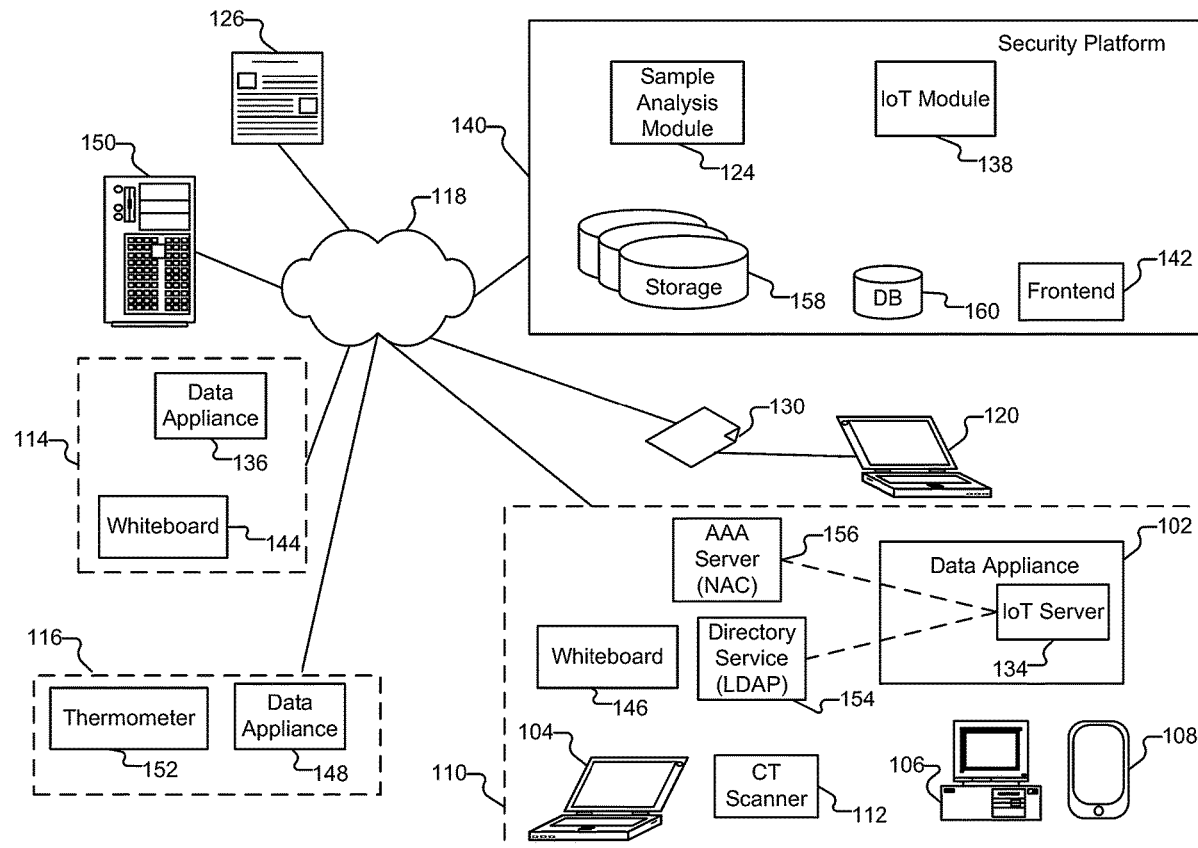 126
Security Platform
Sample
Analysis
Module
124
IoT Module
138
140
150
118
Storage
158
DB
160
Frontend
142
Data
Appliance
136
114
Whiteboard
144
130
120
102
AAA
Server
(NAC)
156
Data Appliance
IoT Server
134
116
Whiteboard
146
Directory
Service
(LDAP)
154
Thermometer
152
Data
Appliance
148
104
110
CT
Scanner
112
106
108